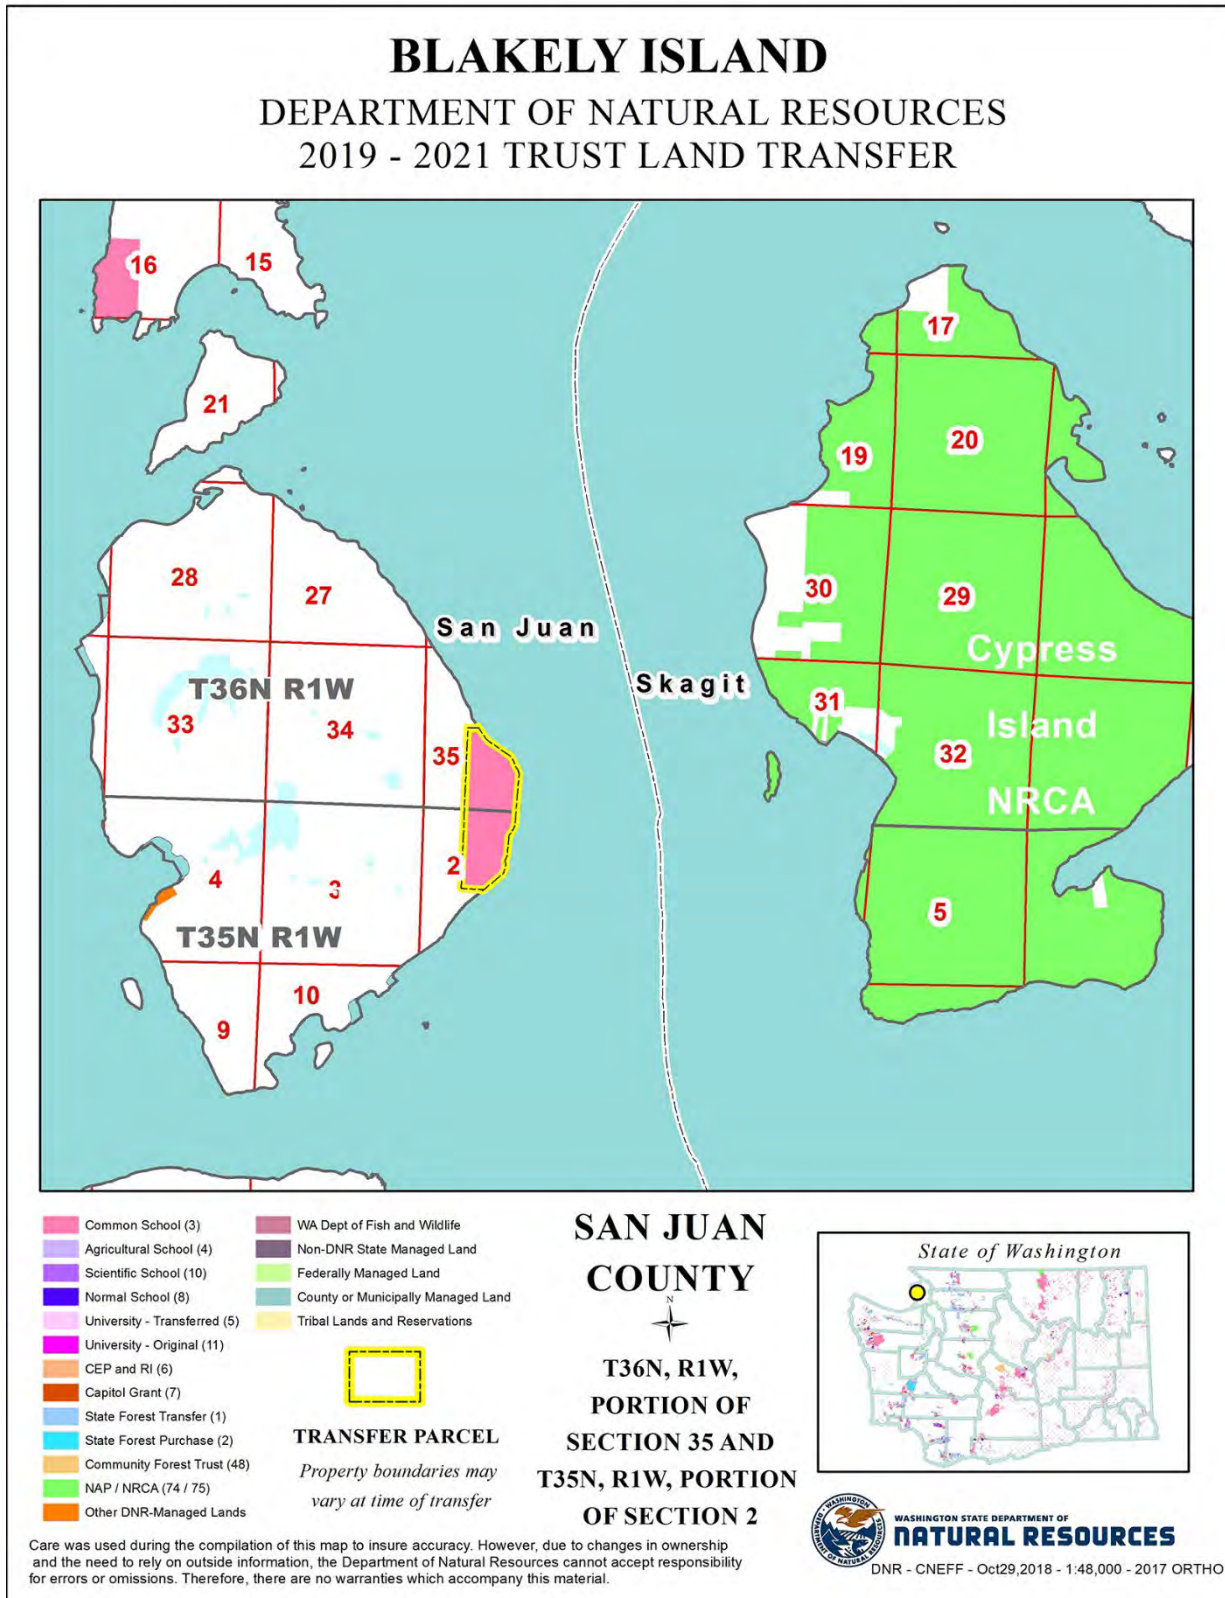 BLAKELY ISLAND
DEPARTMENT OF NATURAL RESOURCES
2019 - 2021 TRUST LAND TRANSFER
16
15
17
21
20
19
28
27
30
29
San Juan
Cypress
Skagit
T36N R1W
31
33
34
Island
35
32
NRCA
2
4
3
5
T35N R1W
10
9
Common School (3)
Agricultural School (4)
Scientific School (10)
Normal School (8)
University - Transferred (5)
University - Original (11)
CEP and RI (6)
Capitol Grant (7)
State Forest Transfer (1)
State Forest Purchase (2)
Community Forest Trust (48)
NAP / NRCA (74 / 75)
Other DNR-Managed Lands
WA Dept of Fish and Wildlife
Non-DNR State Managed Land
Federally Managed Land
County or Municipally Managed Land
Tribal Lands and Reservations
TRANSFER PARCEL
Property boundaries may
vary at time of transfer
SAN JUAN
COUNTY
N
T36N, R1W,
PORTION OF
SECTION 35 AND
T35N, R1W, PORTION
OF SECTION 2
State of Washington
WASHINGTON
DEPARTMENT OF NATURAL RESOURCES
WASHINGTON STATE DEPARTMENT OF
NATURAL RESOURCES
Care was used during the compilation of this map to insure accuracy. However, due to changes in ownership
and the need to rely on outside information, the Department of Natural Resources cannot accept responsibility
for errors or omissions. Therefore, there are no warranties which accompany this material.
DNR - CNEFF - Oct29,2018 - 1:48,000 - 2017 ORTHO